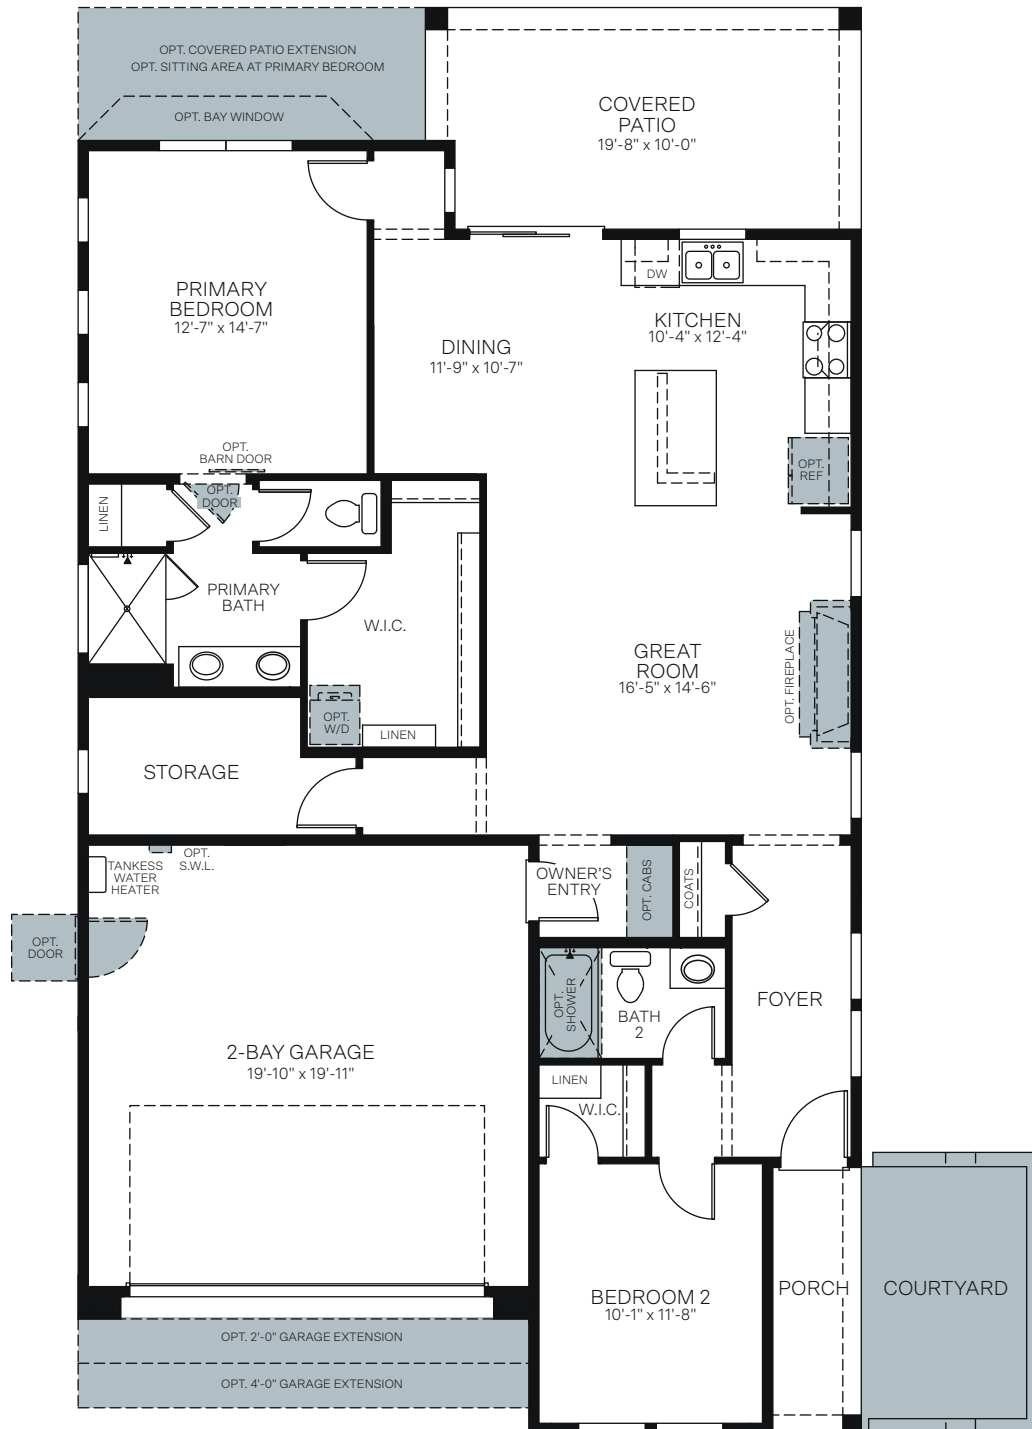 OPT. COVERED PATIO EXTENSION
OPT. SITTING AREA AT PRIMARY BEDROOM
OPT. BAY WINDOW
COVERED
PATIO
19'-8" x 10'-0"
PRIMARY
BEDROOM
12'-7" x 14'-7"
DINING
11'-9" x 10'-7"
DW
KITCHEN
10'-4" x 12'-4"
OPT.
REF
OPT.
BARN DOOR
OPT.
DOOR
LINEN
PRIMARY
BATH
W.I.C.
OPT.
W/D
LINEN
GREAT
ROOM
16'-5" x 14'-6"
OPT. FIREPLACE
STORAGE
TANKESS
WATER
HEATER
OPT.
S.W.L.
OPT.
DOOR
OWNER'S
ENTRY
OPT. CABS
COATS
OPT.
SHOWER
BATH
2
FOYER
2-BAY GARAGE
19'-10" x 19'-11"
LINEN
W.I.C.
BEDROOM 2
10'-1" x 11'-8"
PORCH
COURTYARD
OPT. 2'-0" GARAGE EXTENSION
OPT. 4'-0" GARAGE EXTENSION